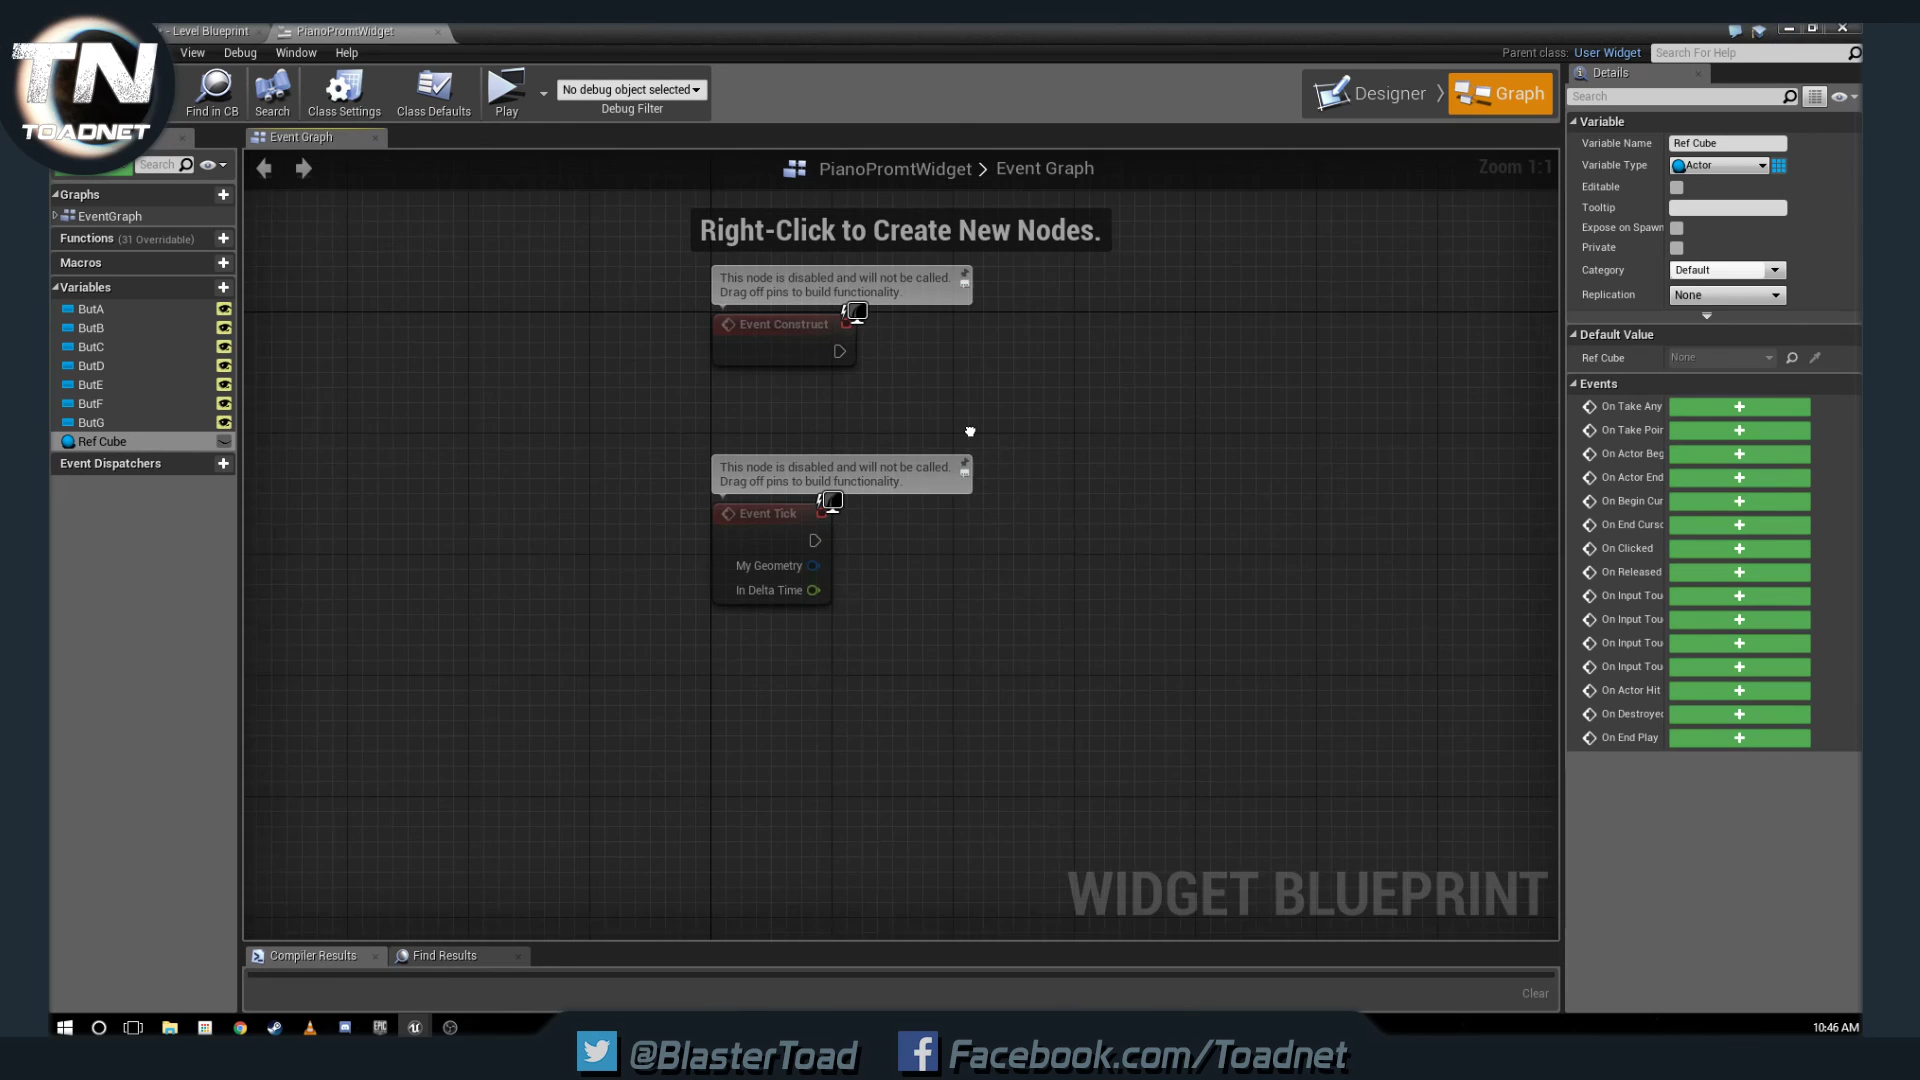 - Level Blueprint
PianoPromtWidget
View
Debug
Window
Help
Parent class: User Widget
Search For Help
TN
TOADNET
Find in CB
Search
Class Settings
Class Defaults
Play
No debug object selected
Debug Filter
Designer
Graph
Details
Search
Event Graph
Search
PianoPromtWidget > Event Graph
Zoom 1:1
Right-Click to Create New Nodes.
Graphs
EventGraph
Functions (31 Overridable)
Macros
Variables
ButA
ButB
ButC
ButD
ButE
ButF
ButG
Ref Cube
Event Dispatchers
This node is disabled and will not be called.
Drag off pins to build functionality.
Event Construct
This node is disabled and will not be called.
Drag off pins to build functionality.
Event Tick
My Geometry
In Delta Time
WIDGET BLUEPRINT
Variable
Variable Name
Ref Cube
Variable Type
Actor
Editable
Tooltip
Expose on Spawn
Private
Category
Default
Replication
None
Default Value
Ref Cube
None
Events
On Take Any
On Take Poin
On Actor Beg
On Actor End
On Begin Cur
On End Curso
On Clicked
On Released
On Input Tou
On Input Tou
On Input Tou
On Input Tou
On Actor Hit
On Destroyed
On End Play
Compiler Results
Find Results
Clear
EPIC
10:46 AM
@BlasterToad
Facebook.com/Toadnet